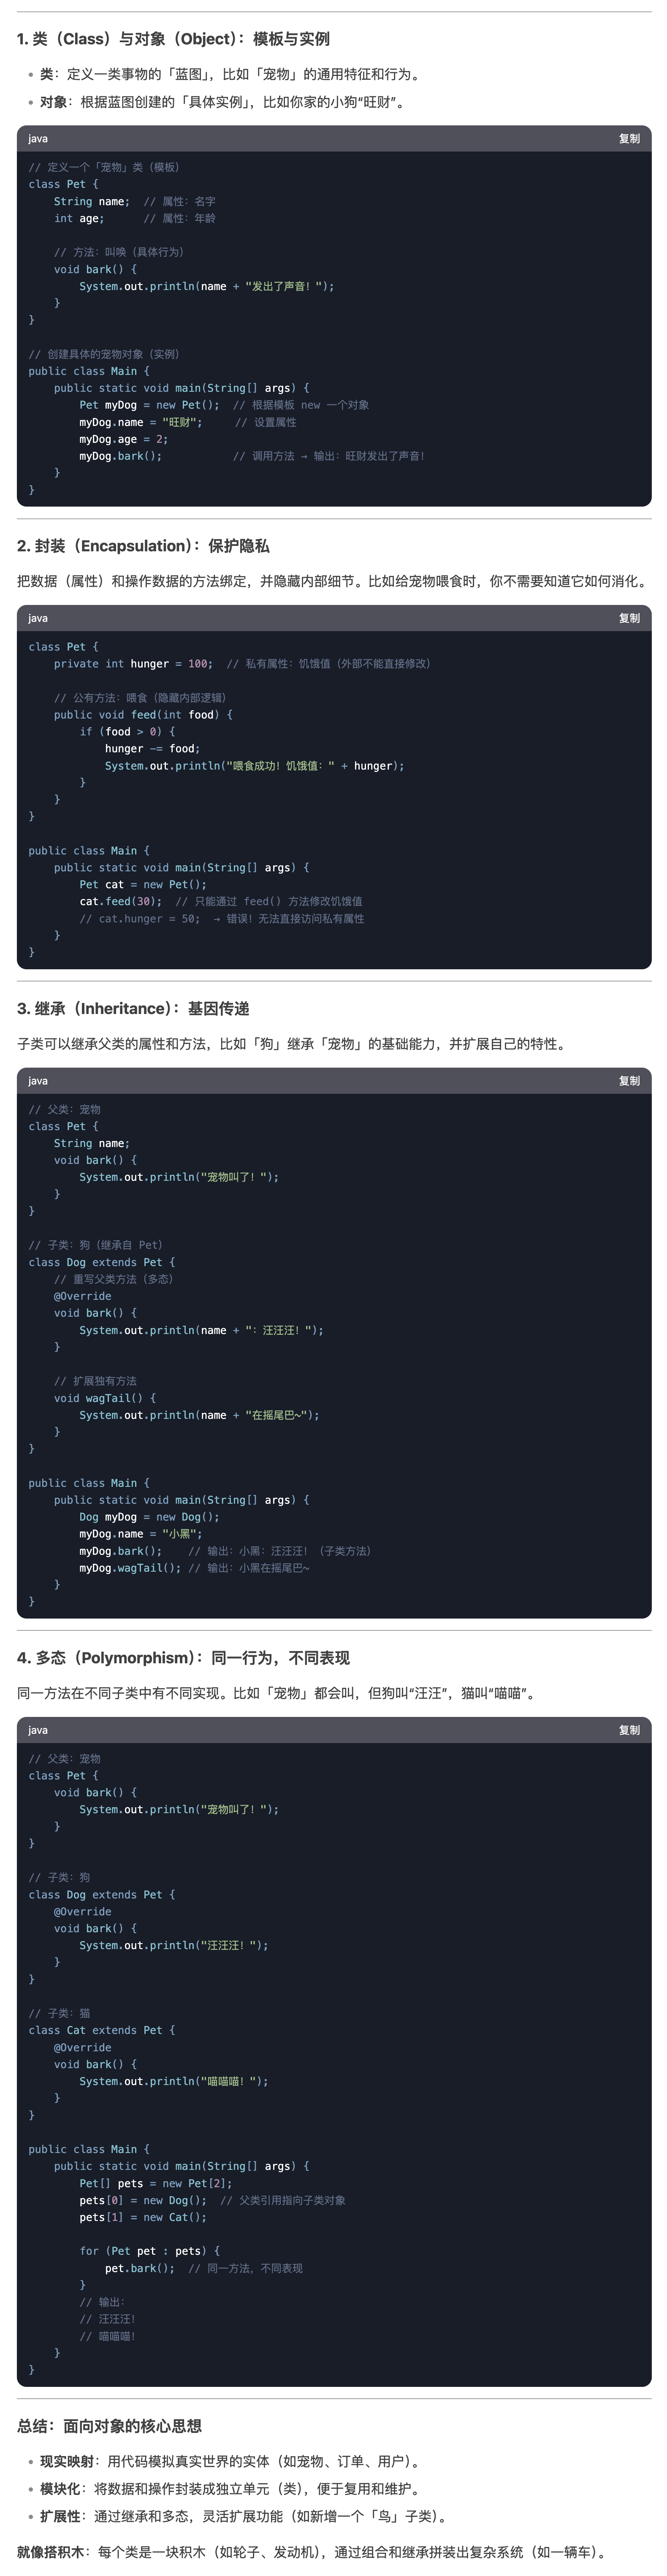 1. 类（Class）与对象（Object）：模板与实例
类：定义一类事物的「蓝图」，比如「宠物」的通用特征和行为。
对象：根据蓝图创建的「具体实例」，比如你家的小狗“旺财”。
java 复制
// 定义一个「宠物」类（模板）
class Pet {
    String name;  // 属性：名字
    int age;      // 属性：年龄

    // 方法：叫唤（具体行为）
    void bark() {
        System.out.println(name + "发出了声音！");
    }
}

// 创建具体的宠物对象（实例）
public class Main {
    public static void main(String[] args) {
        Pet myDog = new Pet();  // 根据模板 new 一个对象
        myDog.name = "旺财";     // 设置属性
        myDog.age = 2;
        myDog.bark();           // 调用方法 → 输出：旺财发出了声音！
    }
}
2. 封装（Encapsulation）：保护隐私
把数据（属性）和操作数据的方法绑定，并隐藏内部细节。比如给宠物喂食时，你不需要知道它如何消化。
java 复制
class Pet {
    private int hunger = 100;  // 私有属性：饥饿值（外部不能直接修改）

    // 公有方法：喂食（隐藏内部逻辑）
    public void feed(int food) {
        if (food > 0) {
            hunger -= food;
            System.out.println("喂食成功！饥饿值：" + hunger);
        }
    }
}

public class Main {
    public static void main(String[] args) {
        Pet cat = new Pet();
        cat.feed(30);  // 只能通过 feed() 方法修改饥饿值
        // cat.hunger = 50;  → 错误！无法直接访问私有属性
    }
}
3. 继承（Inheritance）：基因传递
子类可以继承父类的属性和方法，比如「狗」继承「宠物」的基础能力，并扩展自己的特性。
java 复制
// 父类：宠物
class Pet {
    String name;
    void bark() {
        System.out.println("宠物叫了！");
    }
}

// 子类：狗（继承自 Pet）
class Dog extends Pet {
    // 重写父类方法（多态）
    @Override
    void bark() {
        System.out.println(name + "：汪汪汪！");
    }

    // 扩展独有方法
    void wagTail() {
        System.out.println(name + "在摇尾巴~");
    }
}

public class Main {
    public static void main(String[] args) {
        Dog myDog = new Dog();
        myDog.name = "小黑";
        myDog.bark();    // 输出：小黑：汪汪汪！（子类方法）
        myDog.wagTail(); // 输出：小黑在摇尾巴~
    }
}
4. 多态（Polymorphism）：同一行为，不同表现
同一方法在不同子类中有不同实现。比如「宠物」都会叫，但狗叫“汪汪”，猫叫“喵喵”。
java 复制
// 父类：宠物
class Pet {
    void bark() {
        System.out.println("宠物叫了！");
    }
}

// 子类：狗
class Dog extends Pet {
    @Override
    void bark() {
        System.out.println("汪汪汪！");
    }
}

// 子类：猫
class Cat extends Pet {
    @Override
    void bark() {
        System.out.println("喵喵喵！");
    }
}

public class Main {
    public static void main(String[] args) {
        Pet[] pets = new Pet[2];
        pets[0] = new Dog();  // 父类引用指向子类对象
        pets[1] = new Cat();

        for (Pet pet : pets) {
            pet.bark();  // 同一方法，不同表现
        }
        // 输出：
        // 汪汪汪！
        // 喵喵喵！
    }
}
总结：面向对象的核心思想
现实映射：用代码模拟真实世界的实体（如宠物、订单、用户）。
模块化：将数据和操作封装成独立单元（类），便于复用和维护。
扩展性：通过继承和多态，灵活扩展功能（如新增一个「鸟」子类）。
就像搭积木：每个类是一块积木（如轮子、发动机），通过组合和继承拼装出复杂系统（如一辆车）。